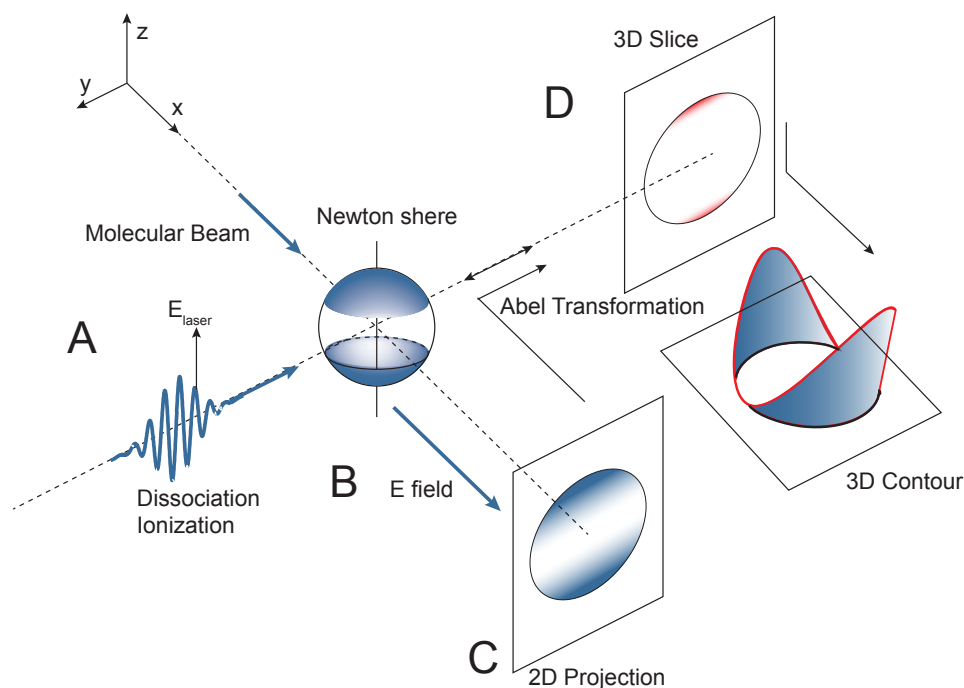 z
y
x
3D Slice
D
Molecular Beam
Newton shere
Abel Transformation
A
E laser
Dissociation
Ionization
B
E field
3D Contour
C
2D Projection